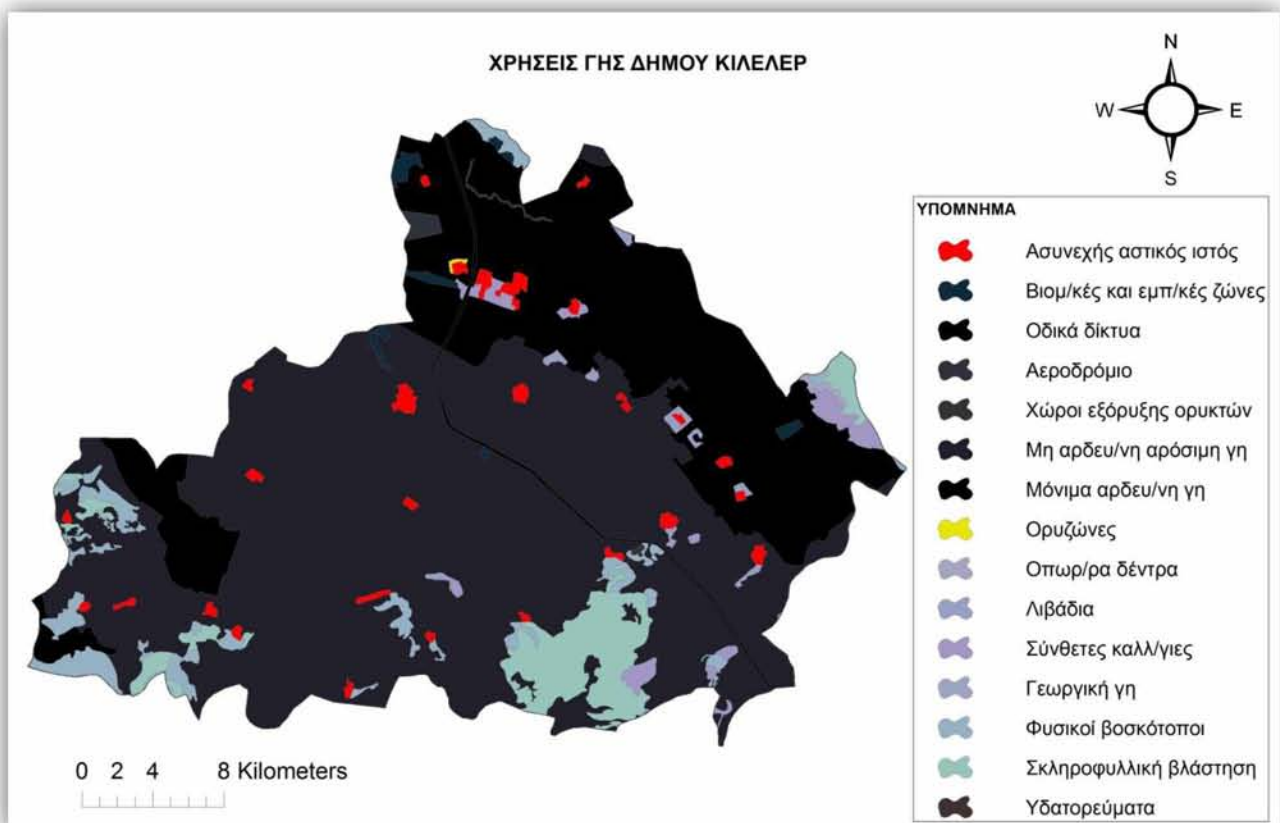 ΧΡΗΣΕΙΣ ΓΗΣ ΔΗΜΟΥ ΚΙΛΕΛΕΡ
N
W E
S
ΥΠΟΜΝΗΜΑ
Ασυνεχής αστικός ιστός
Βιομ/κές και εμπ/κές ζώνες
Οδικά δίκτυα
Αεροδρόμιο
Χώροι εξόρυξης ορυκτών
Μη αρδευ/νη αρόσιμη γη
Μόνιμα αρδευ/νη γη
Ορυζώνες
Οπωρ/ρα δέντρα
Λιβάδια
Σύνθετες καλλ/γιες
Γεωργική γη
Φυσικοί βοσκότοποι
Σκληροφυλλική βλάστηση
Υδατορεύματα
0 2 4 8 Kilometers